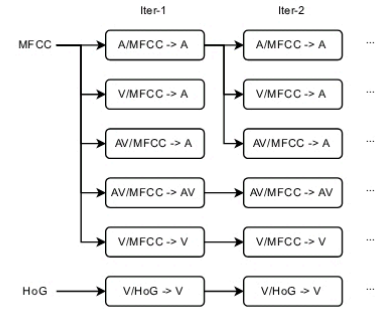 Iter-1 Iter-2
MFCC A/MFCC -> A A/MFCC -> A ...
V/MFCC -> A V/MFCC -> A ...
AV/MFCC -> A AV/MFCC -> A ...
AV/MFCC -> AV AV/MFCC -> AV ...
V/MFCC -> V V/MFCC -> V ...
HoG V/HoG -> V V/HoG -> V ...